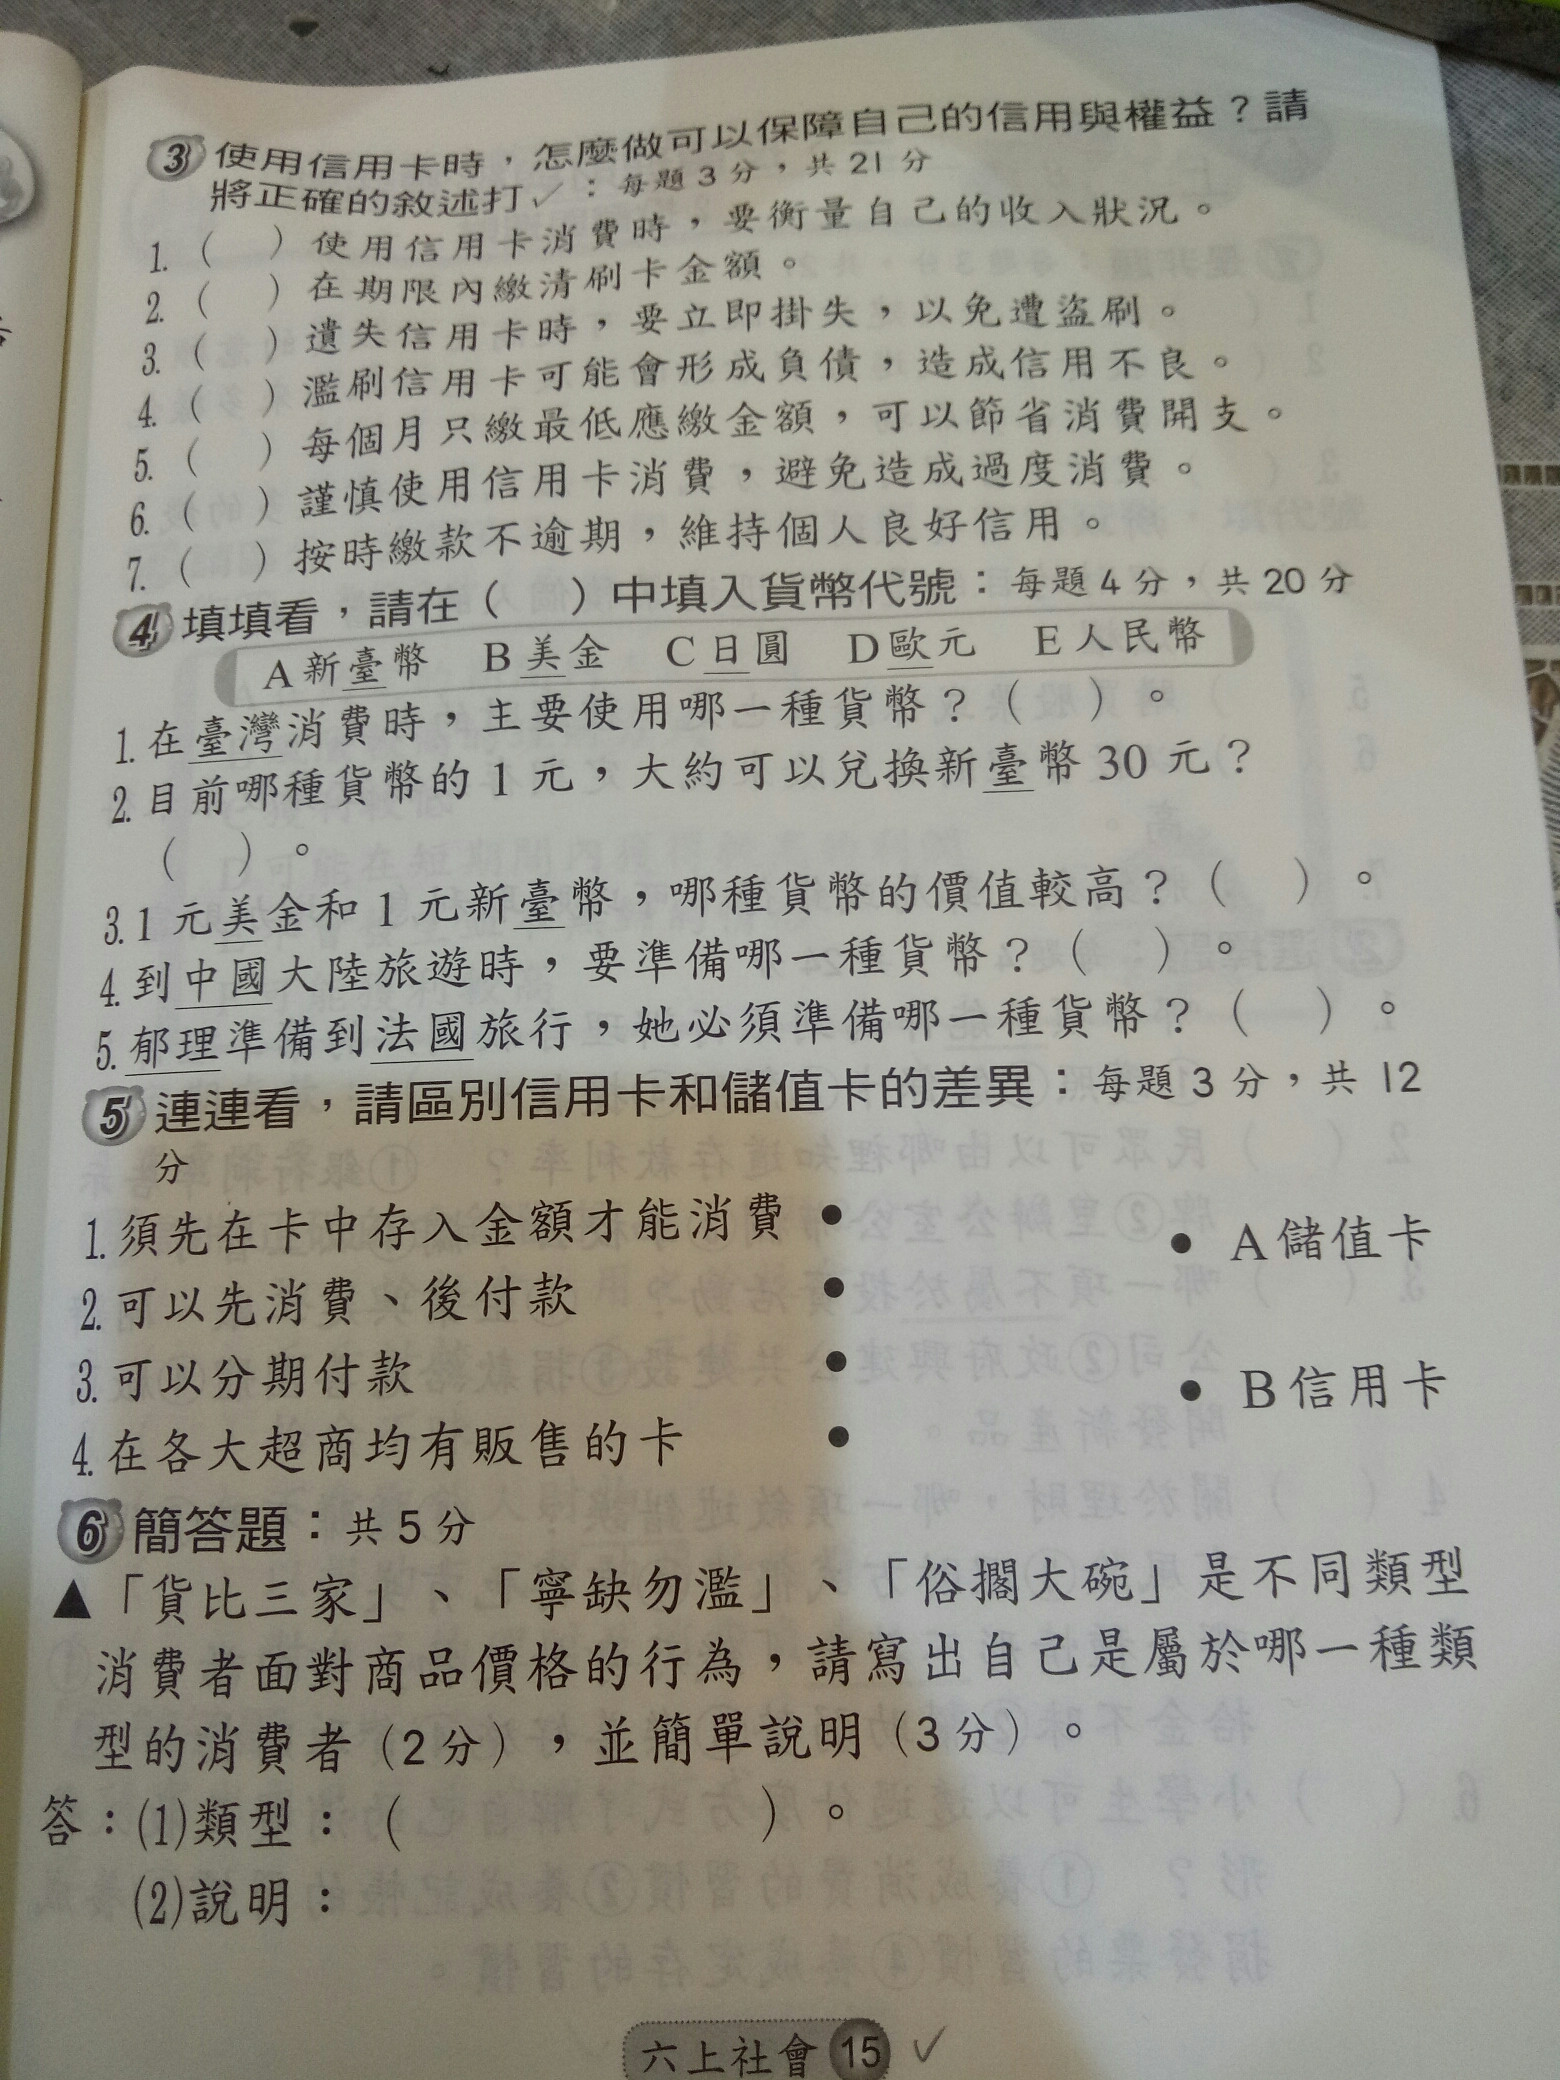 3 使用信用卡時，怎麼做可以保障自己的信用與權益？請
將正確的敘述打✓：每題3分，共21分
1.（　）使用信用卡消費時，要衡量自己的收入狀況。
2.（　）在期限內繳清刷卡金額。
3.（　）遺失信用卡時，要立即掛失，以免遭盜刷。
4.（　）濫刷信用卡可能會形成負債，造成信用不良。
5.（　）每個月只繳最低應繳金額，可以節省消費開支。
6.（　）謹慎使用信用卡消費，避免造成過度消費。
7.（　）按時繳款不逾期，維持個人良好信用。
4 填填看，請在（　）中填入貨幣代號：每題4分，共20分
A新臺幣　B美金　C日圓　D歐元　E人民幣
1.在臺灣消費時，主要使用哪一種貨幣？（　）。
2.目前哪種貨幣的1元，大約可以兌換新臺幣30元？
（　）。
3.1元美金和1元新臺幣，哪種貨幣的價值較高？（　）。
4.到中國大陸旅遊時，要準備哪一種貨幣？（　）。
5.郁理準備到法國旅行，她必須準備哪一種貨幣？（　）。
5 連連看，請區別信用卡和儲值卡的差異：每題3分，共12
分
1.須先在卡中存入金額才能消費 ●
● A儲值卡
2.可以先消費、後付款 ●
3.可以分期付款 ●
● B信用卡
4.在各大超商均有販售的卡 ●
6 簡答題：共5分
▲「貨比三家」、「寧缺勿濫」、「俗擱大碗」是不同類型
消費者面對商品價格的行為，請寫出自己是屬於哪一種類
型的消費者（2分），並簡單說明（3分）。
答：(1)類型：（　　　　）。
(2)說明：
六上社會 15 ✓